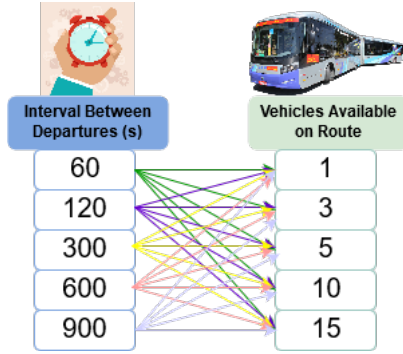 Interval Between
Departures (s)
Vehicles Available
on Route
60
1
120
3
300
5
600
10
900
15